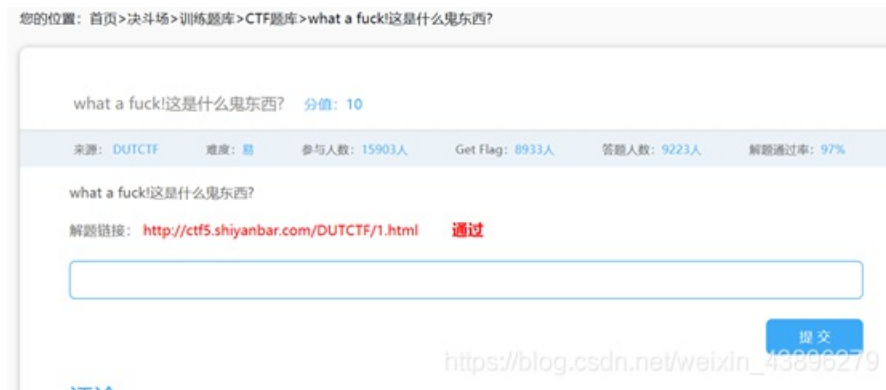 您的位置：首页>决斗场>训练题库>CTF题库>what a fuck!这是什么鬼东西?
what a fuck!这是什么鬼东西? 分值：10
来源：DUTCTF 难度：易 参与人数：15903人 Get Flag：8933人 答题人数：9223人 解题通过率：97%
what a fuck!这是什么鬼东西?
解题链接： http://ctf5.shiyanbar.com/DUTCTF/1.html 通过
提交
https://blog.csdn.net/weixin_43896279